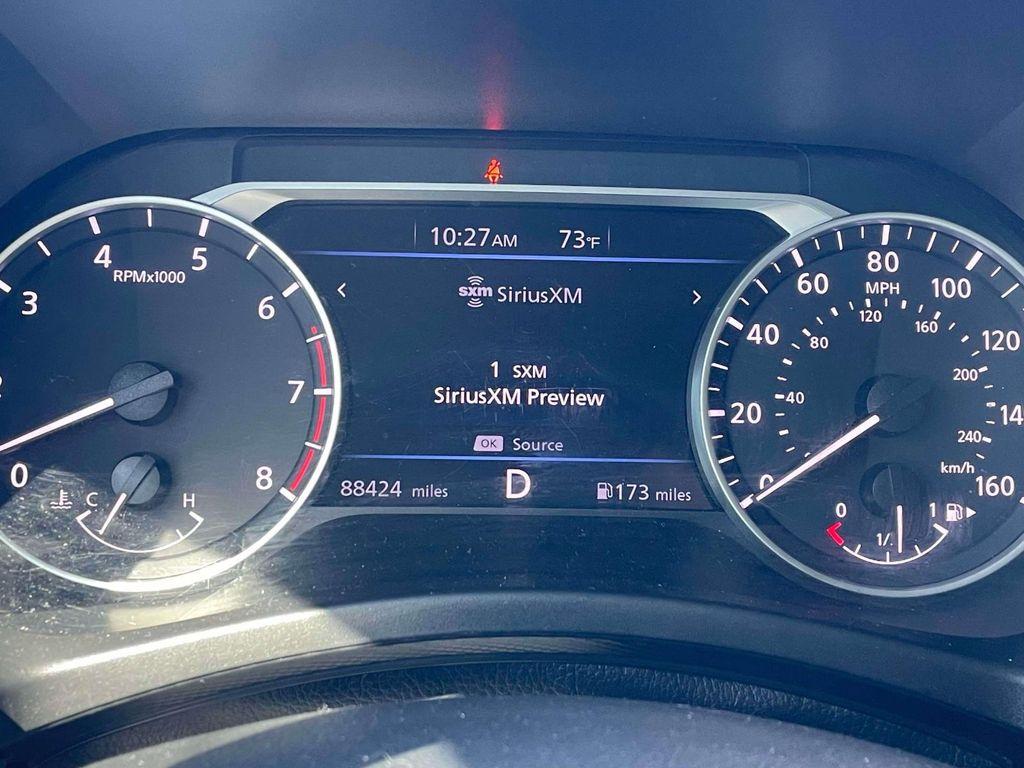 10:27AM 73°F
sxm SiriusXM
1 SXM
SiriusXM Preview
OK Source
88424 miles D 173 miles
3 4 5 6 7 8
RPMx1000
0
C H
0 20 40 60 80 100 120
MPH
160
40 80 120 160 200 240
km/h
0 1